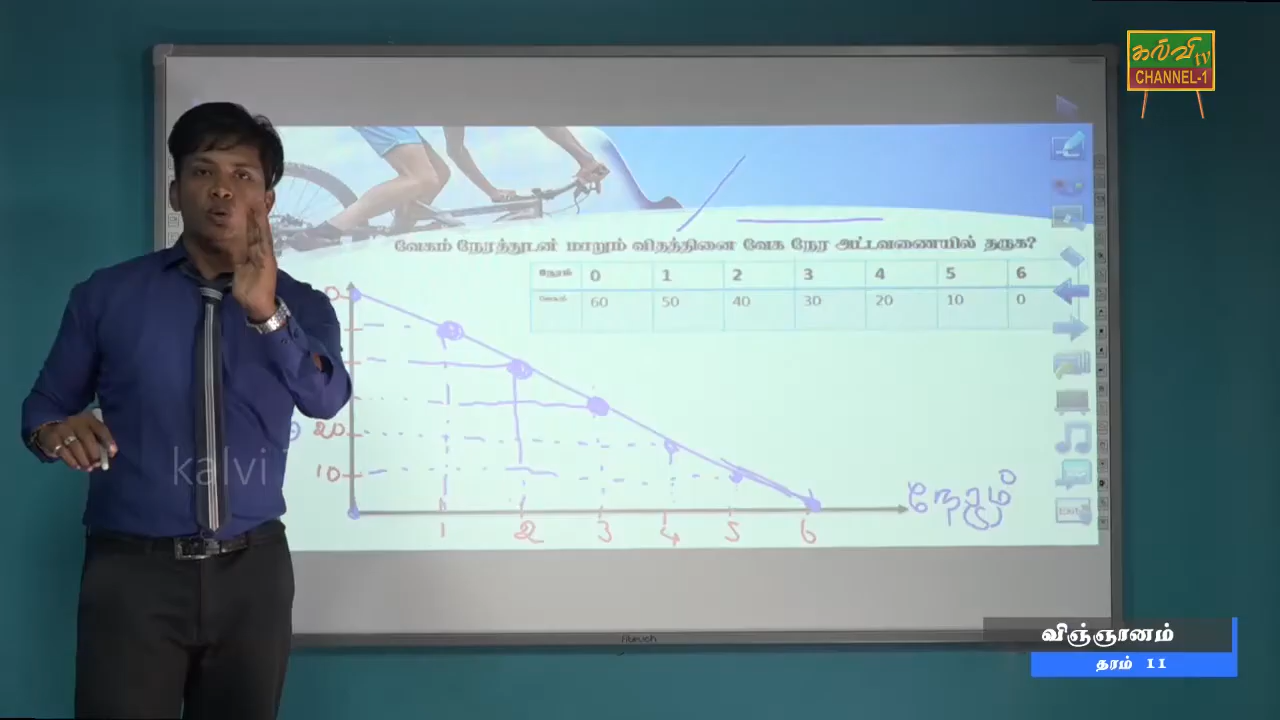 கல்வி TV
CHANNEL-1
வேகம் நேரத்துடன் மாறும் விதத்தினை வேக நேர அட்டவணையில் தருக?
நேரம் 0 1 2 3 4 5 6
வேகம் 60 50 40 30 20 10 0
20
10
1 2 3 4 5 6
நேரம்
kalvi
விஞ்ஞானம்
தரம் 11